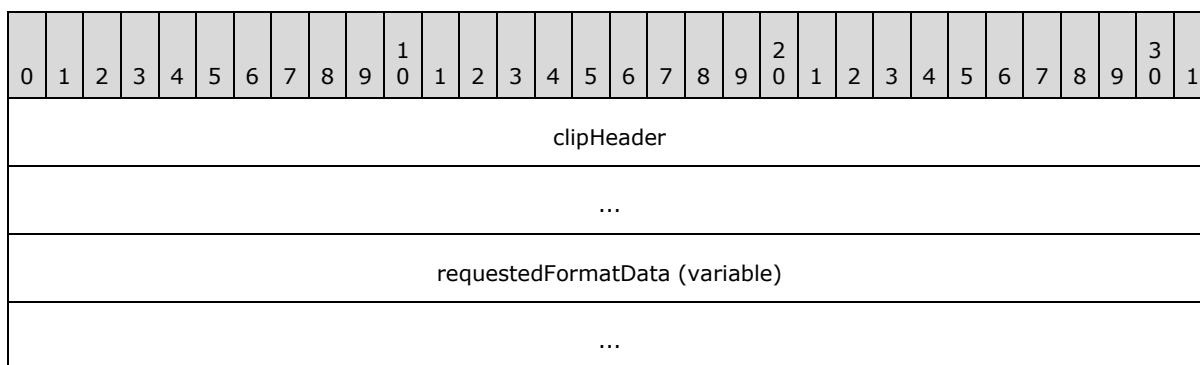 0 1 2 3 4 5 6 7 8 9 1 0 1 2 3 4 5 6 7 8 9 2 0 1 2 3 4 5 6 7 8 9 3 0 1
clipHeader
...
requestedFormatData (variable)
...